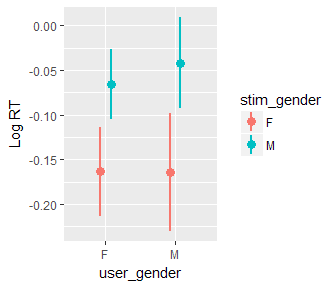 0.00
-0.05
-0.10
-0.15
-0.20
Log RT
F
M
user_gender
stim_gender
F
M